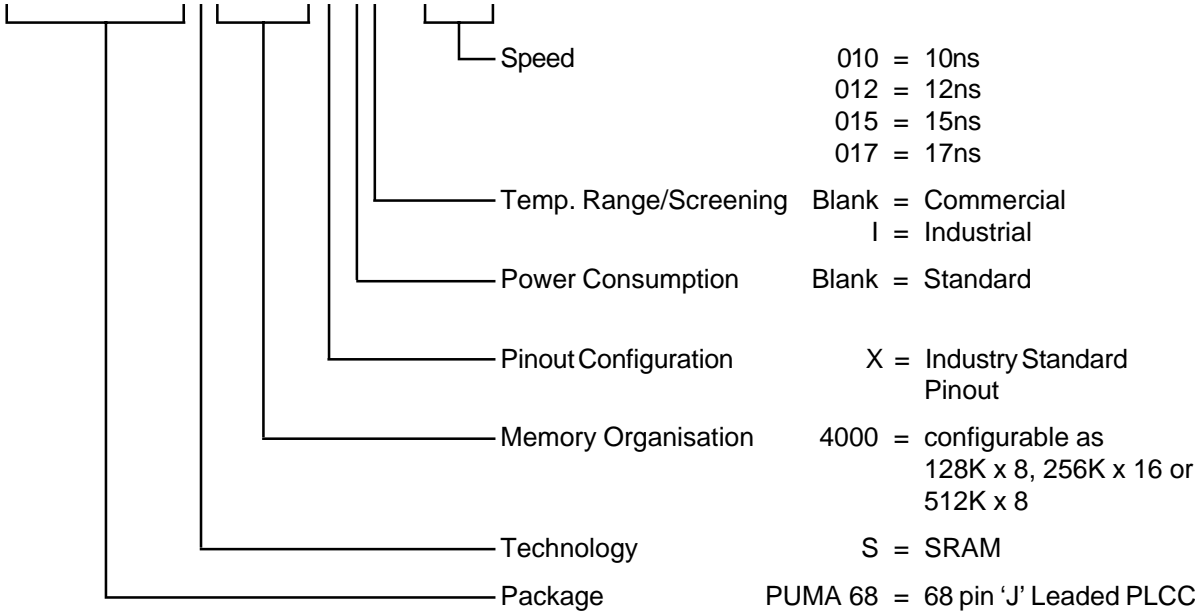 Speed 010 = 10ns
012 = 12ns
015 = 15ns
017 = 17ns
Temp. Range/Screening Blank = Commercial
I = Industrial
Power Consumption Blank = Standard
Pinout Configuration X = Industry Standard
Pinout
Memory Organisation 4000 = configurable as
128K x 8, 256K x 16 or
512K x 8
Technology S = SRAM
Package PUMA 68 = 68 pin ‘J’ Leaded PLCC